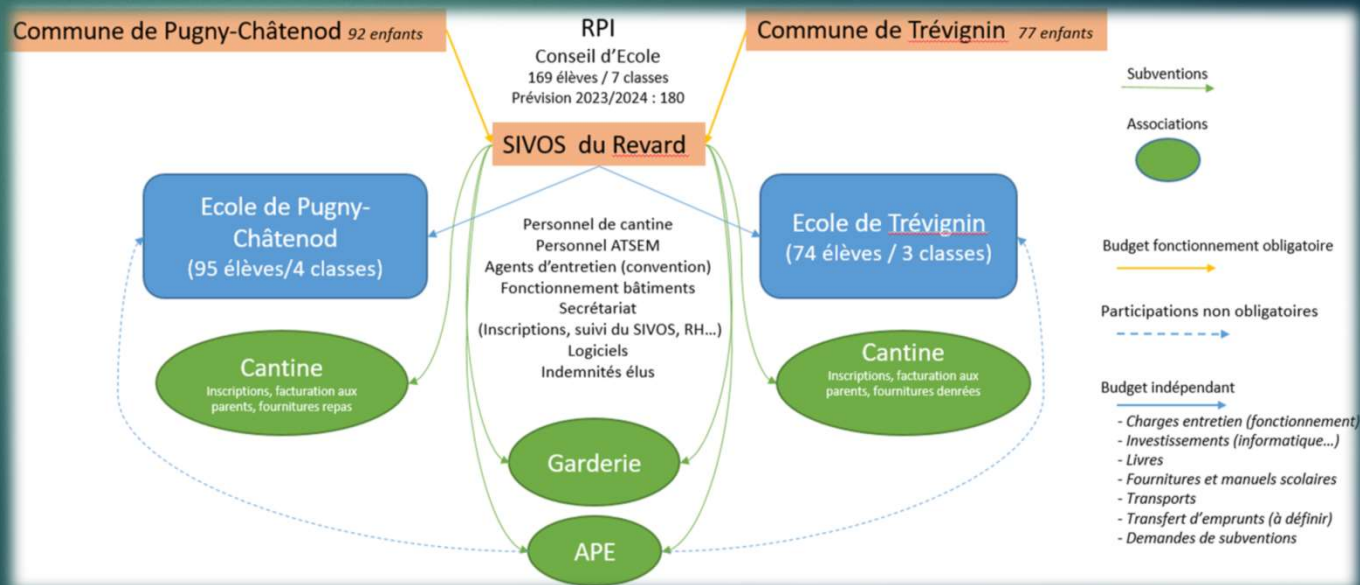 Commune de Pugny-Châtenod 92 enfants
RPI
Conseil d’Ecole
169 élèves / 7 classes
Prévision 2023/2024 : 180
Commune de Trévignin 77 enfants
SIVOS du Revard
Ecole de Pugny-
Châtenod
(95 élèves/4 classes)
Personnel de cantine
Personnel ATSEM
Agents d’entretien (convention)
Fonctionnement bâtiments
Secrétariat
(Inscriptions, suivi du SIVOS, RH…)
Logiciels
Indemnités élus
Ecole de Trévignin
(74 élèves / 3 classes)
Cantine
Inscriptions, facturation aux
parents, fournitures repas
Cantine
Inscriptions, facturation aux
parents, fournitures denrées
Garderie
APE
Subventions
Associations
Budget fonctionnement obligatoire
Participations non obligatoires
Budget indépendant
- Charges entretien (fonctionnement)
- Investissements (informatique…)
- Livres
- Fournitures et manuels scolaires
- Transports
- Transfert d’emprunts (à définir)
- Demandes de subventions